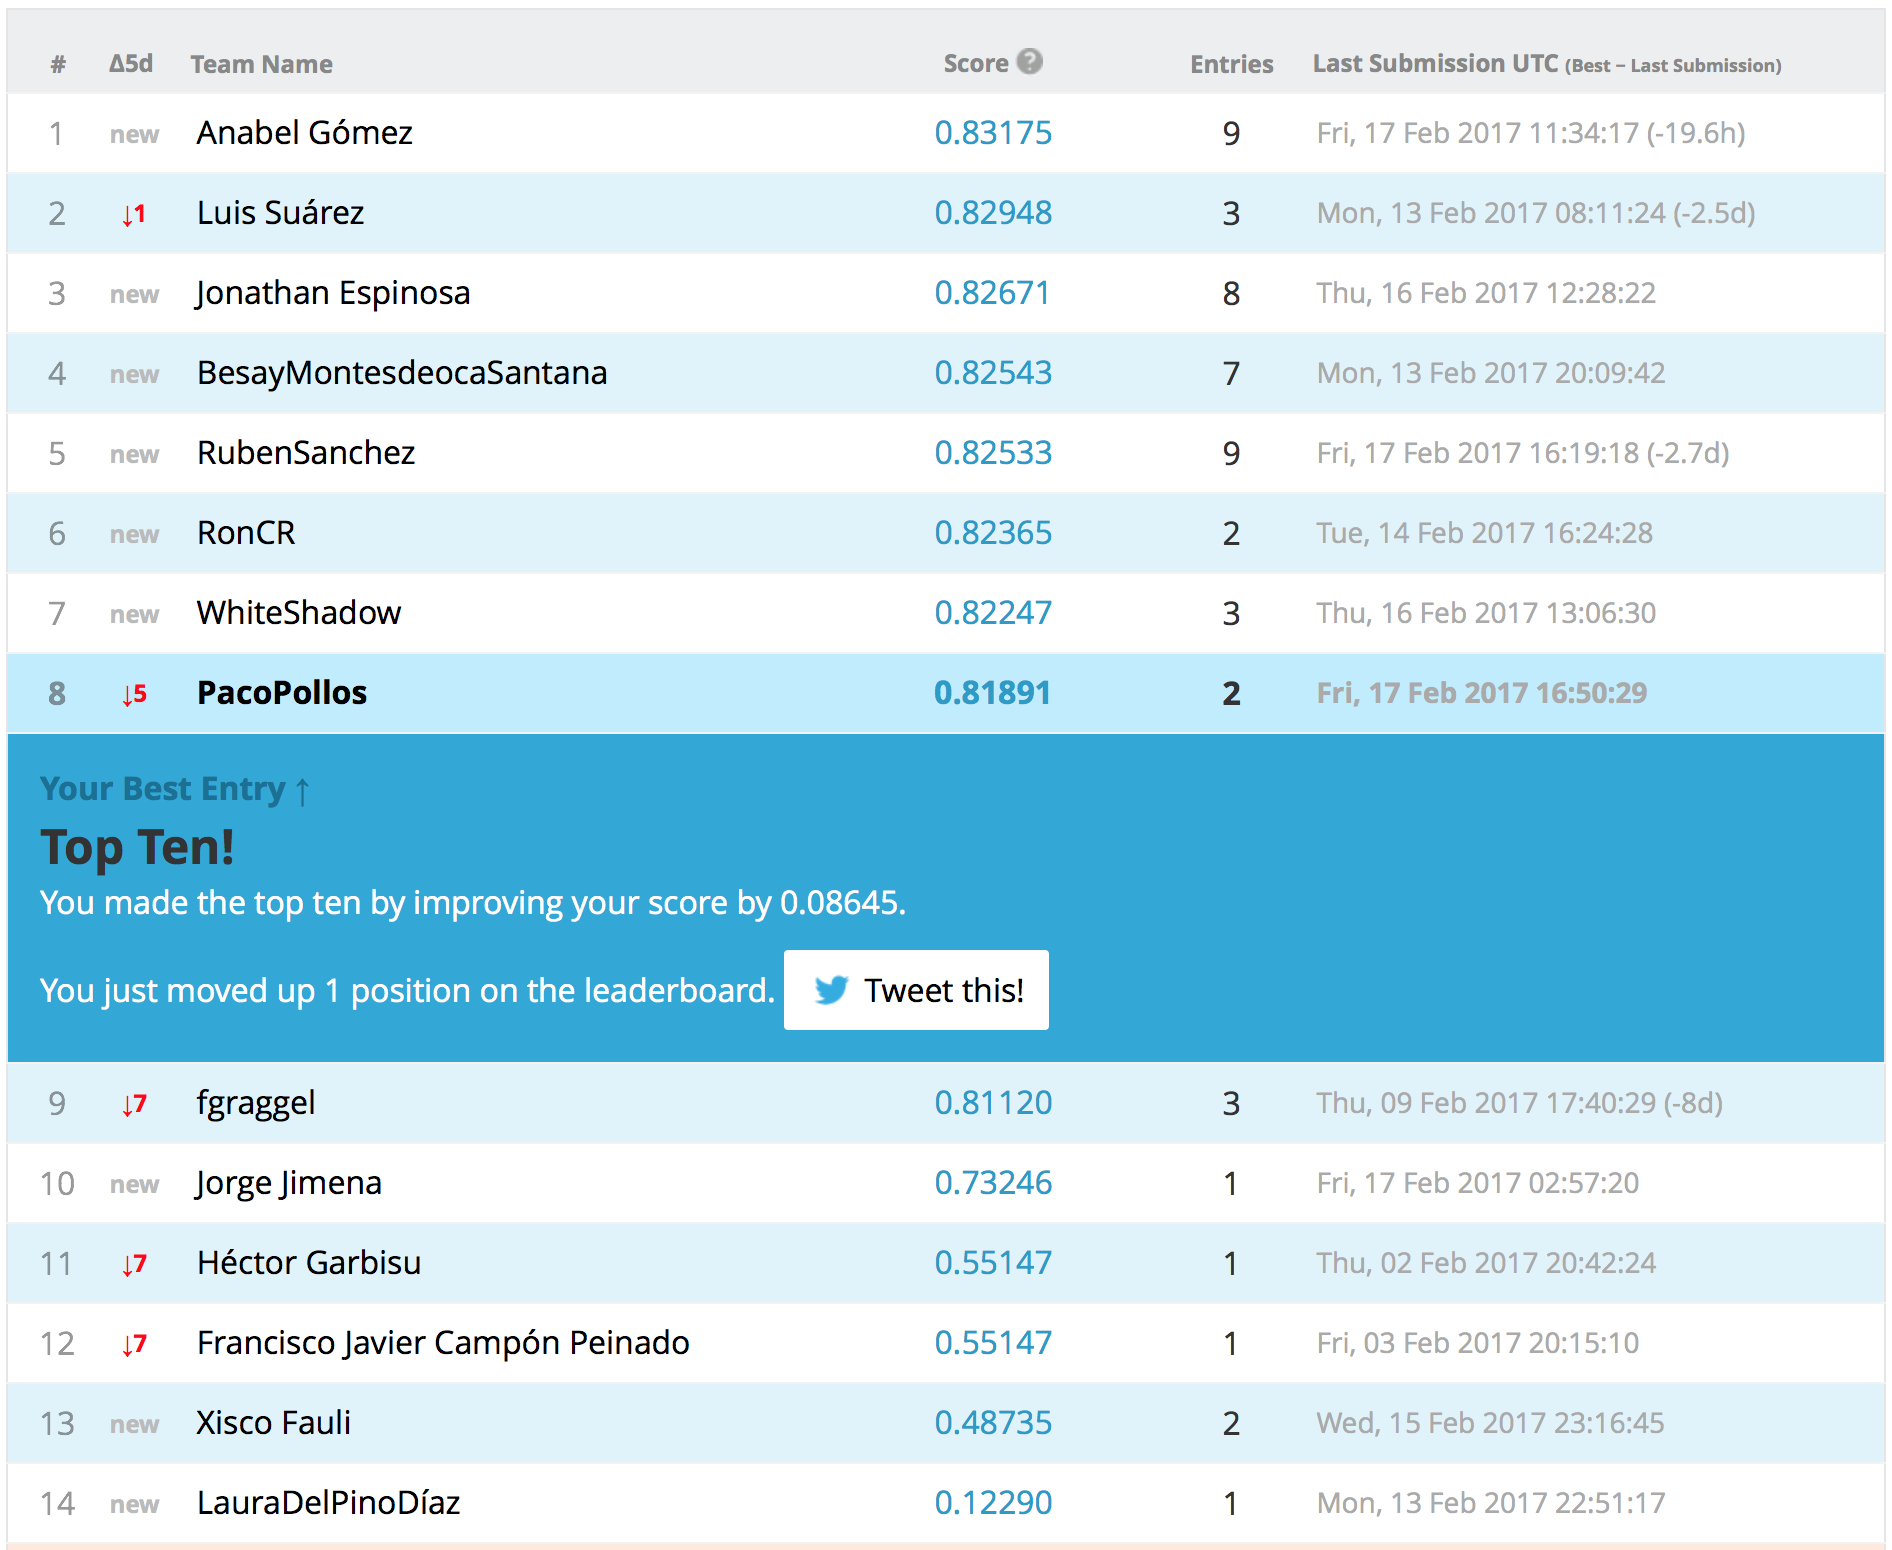 # Δ5d Team Name Score ? Entries Last Submission UTC (Best − Last Submission)
1 new Anabel Gómez 0.83175 9 Fri, 17 Feb 2017 11:34:17 (-19.6h)
2 ↓1 Luis Suárez 0.82948 3 Mon, 13 Feb 2017 08:11:24 (-2.5d)
3 new Jonathan Espinosa 0.82671 8 Thu, 16 Feb 2017 12:28:22
4 new BesayMontesdeocaSantana 0.82543 7 Mon, 13 Feb 2017 20:09:42
5 new RubenSanchez 0.82533 9 Fri, 17 Feb 2017 16:19:18 (-2.7d)
6 new RonCR 0.82365 2 Tue, 14 Feb 2017 16:24:28
7 new WhiteShadow 0.82247 3 Thu, 16 Feb 2017 13:06:30
8 ↓5 PacoPollos 0.81891 2 Fri, 17 Feb 2017 16:50:29
Your Best Entry ↑
Top Ten!
You made the top ten by improving your score by 0.08645.
You just moved up 1 position on the leaderboard. Tweet this!
9 ↓7 fgraggel 0.81120 3 Thu, 09 Feb 2017 17:40:29 (-8d)
10 new Jorge Jimena 0.73246 1 Fri, 17 Feb 2017 02:57:20
11 ↓7 Héctor Garbisu 0.55147 1 Thu, 02 Feb 2017 20:42:24
12 ↓7 Francisco Javier Campón Peinado 0.55147 1 Fri, 03 Feb 2017 20:15:10
13 new Xisco Fauli 0.48735 2 Wed, 15 Feb 2017 23:16:45
14 new LauraDelPinoDíaz 0.12290 1 Mon, 13 Feb 2017 22:51:17